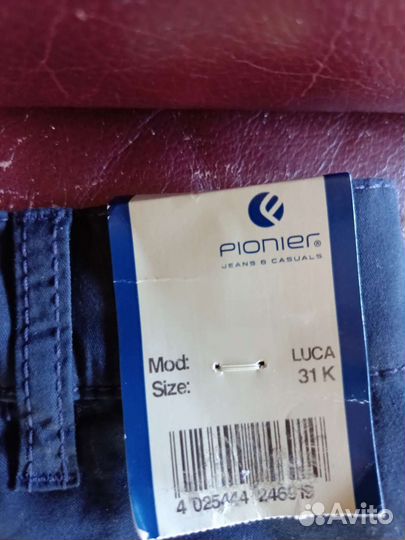 PIONIER®
JEANS & CASUALS
Mod: LUCA
Size: 31 K
4 025444 246919
Avito